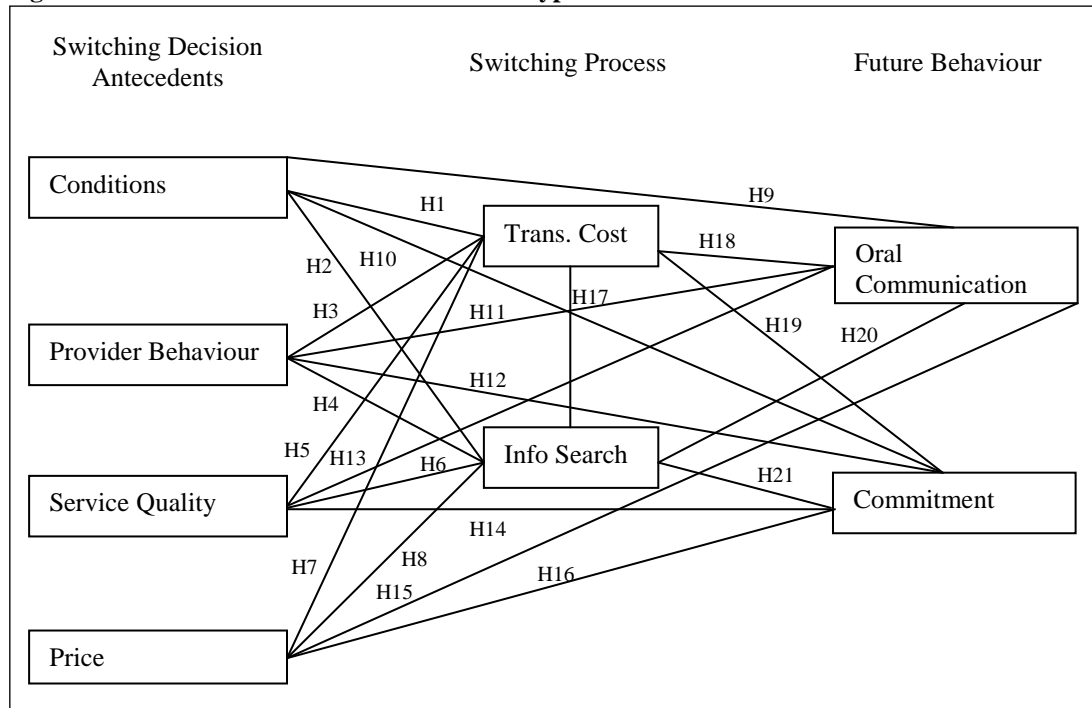 Switching Decision
Antecedents
Switching Process
Future Behaviour
Conditions
H9
H1
Trans. Cost
H18
Oral
Communication
H2
H10
H17
H3
H11
H19
H20
Provider Behaviour
H12
H4
H5
H13
H6
Info Search
H21
Service Quality
Commitment
H14
H7
H8
H15
H16
Price